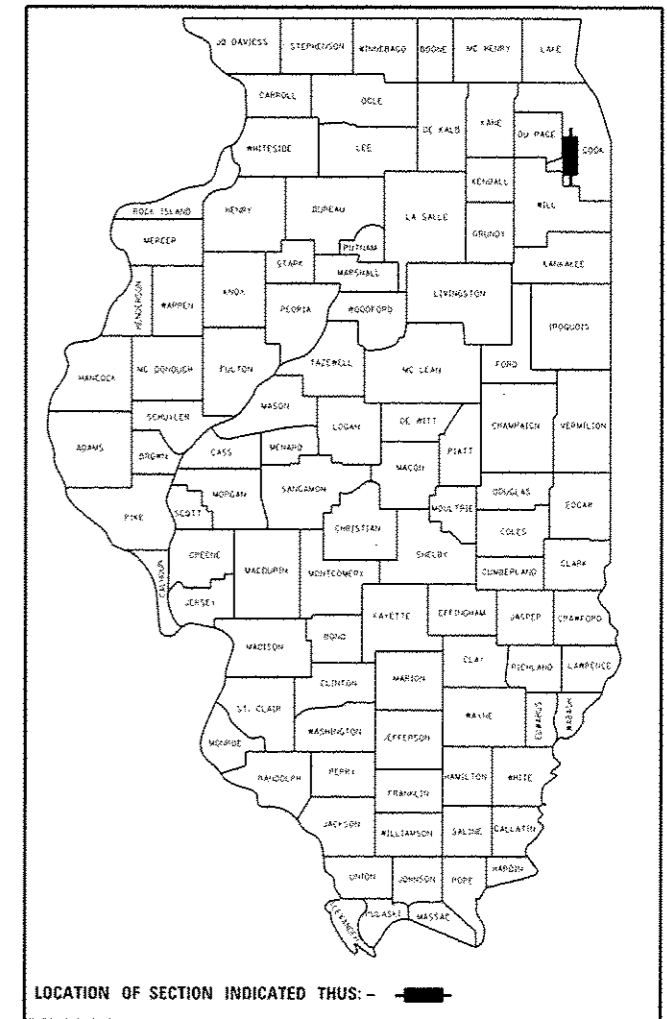 JO DAVIESS STEPHENSON WINNEBAGO BOONE MC HENRY LAKE
CARROLL OGLE DE KALB KANE DU PAGE COOK
WHITESIDE LEE KENDALL WILL
ROCK ISLAND HENRY BUREAU LA SALLE GRUNDY
MERCER PUTNAM KANKAKEE
STARK MARSHALL
HENDERSON WARREN KNOX PEORIA WOODFORD LIVINGSTON IROQUOIS
HANCOCK MC DONOUGH FULTON TAZEWELL MC LEAN FORD
SCHUYLER MASON LOGAN DE WITT CHAMPAIGN VERMILION
ADAMS BROWN CASS MENARD MACON PIATT
PIKE SCOTT MORGAN SANGAMON MOULTRIE DOUGLAS EDGAR
CHRISTIAN COLES
CALHOUN GREENE MACOUPIN MONTGOMERY SHELBY CUMBERLAND CLARK
JERSEY FAYETTE EFFINGHAM JASPER CRAWFORD
MADISON BOND CLAY RICHLAND LAWRENCE
CLINTON MARION
ST. CLAIR WAYNE EDWARDS WABASH
MONROE WASHINGTON JEFFERSON
RANDOLPH PERRY HAMILTON WHITE
FRANKLIN
JACKSON WILLIAMSON SALINE GALLATIN
UNION JOHNSON POPE HARDIN
ALEXANDER PULASKI MASSAC
LOCATION OF SECTION INDICATED THUS: -